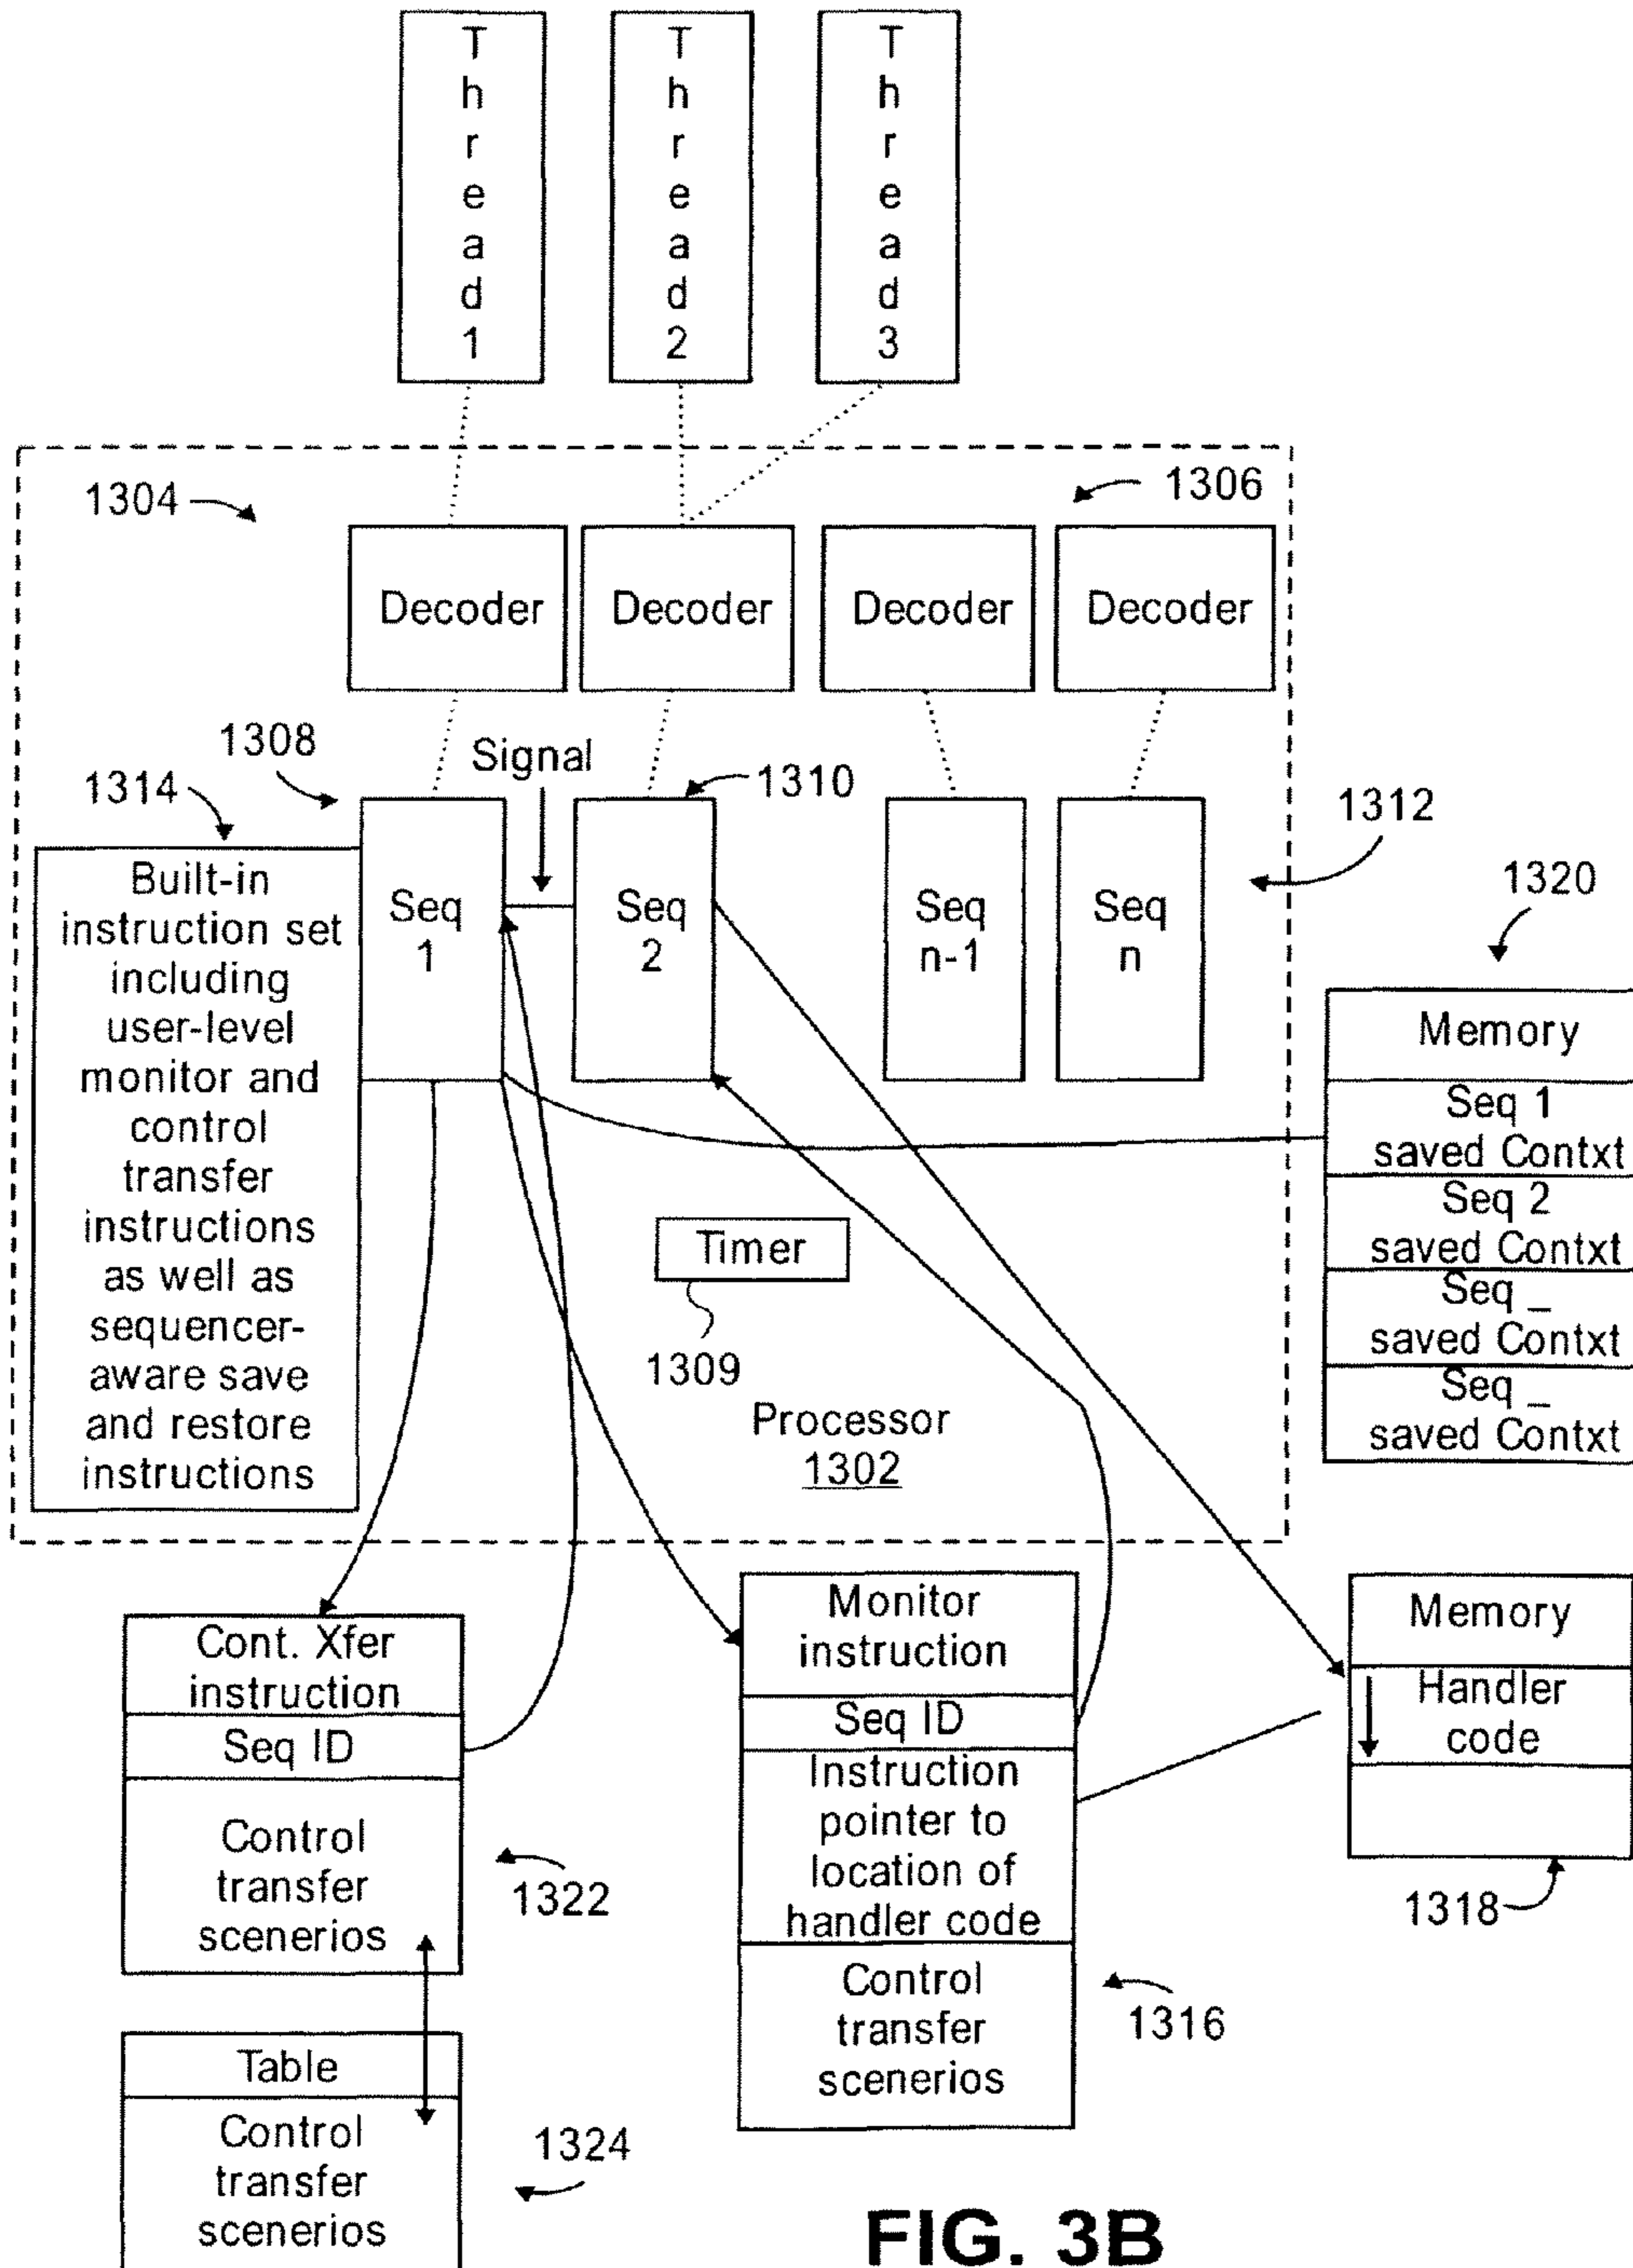 Thread1
Thread2
Thread3
1304
1306
Decoder
Decoder
Decoder
Decoder
1308
Signal
1310
1314
1312
1320
Built-in
instruction set
including
user-level
monitor and
control
transfer
instructions
as well as
sequencer-
aware save
and restore
instructions
Seq
1
Seq
2
Seq
n-1
Seq
n
Memory
Seq 1
saved Contxt
Seq 2
saved Contxt
Seq _
saved Contxt
Seq _
saved Contxt
Timer
1309
Processor
1302
Cont. Xfer
instruction
Seq ID
Control
transfer
scenerios
1322
Monitor
instruction
Seq ID
Instruction
pointer to
location of
handler code
Control
transfer
scenerios
1316
Memory
Handler
code
1318
Table
Control
transfer
scenerios
1324
FIG. 3B